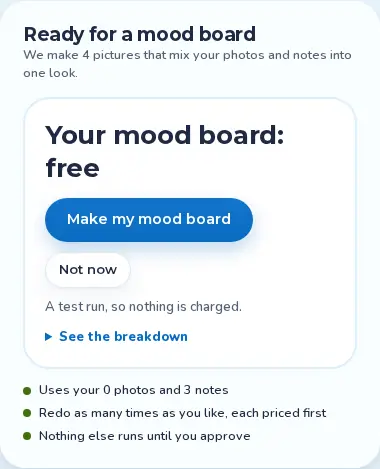 Ready for a mood board
We make 4 pictures that mix your photos and notes into
one look.
Your mood board:
free
Make my mood board
Not now
A test run, so nothing is charged.
See the breakdown
Uses your 0 photos and 3 notes
Redo as many times as you like, each priced first
Nothing else runs until you approve